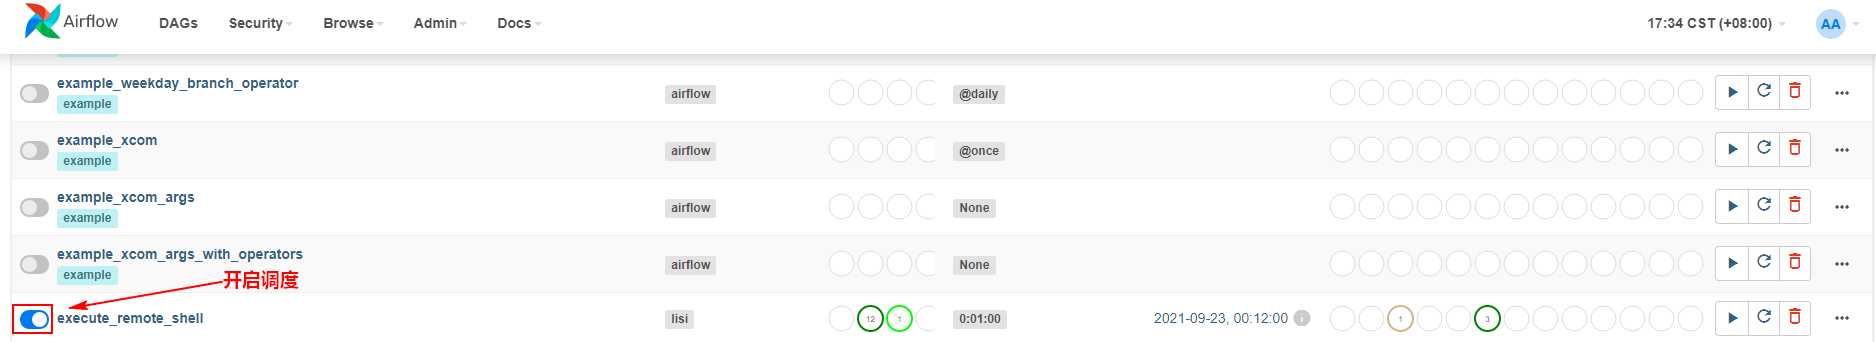 Airflow DAGs Security Browse Admin Docs 17:34 CST (+08:00) AA
example_weekday_branch_operator
example
airflow
@daily
example_xcom
example
airflow
@once
example_xcom_args
example
airflow
None
example_xcom_args_with_operators
example
airflow
None
开启调度
execute_remote_shell
lisi
12
1
0:01:00
2021-09-23, 00:12:00
i
1
3